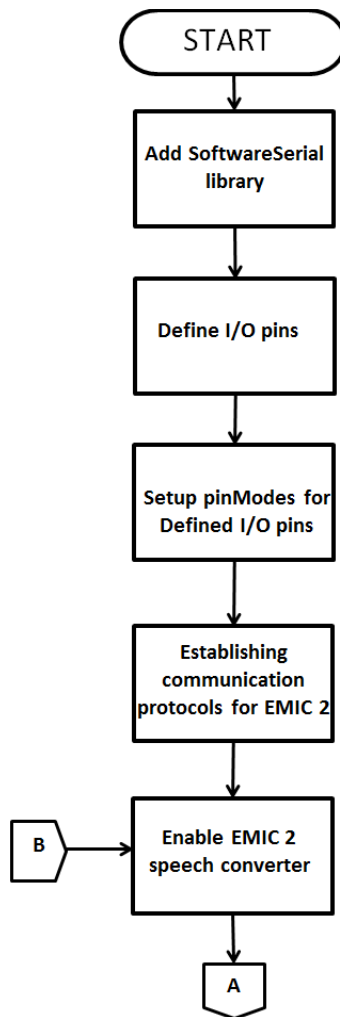 START
Add SoftwareSerial
library
Define I/O pins
Setup pinModes for
Defined I/O pins
Establishing
communication
protocols for EMIC 2
B
Enable EMIC 2
speech converter
A